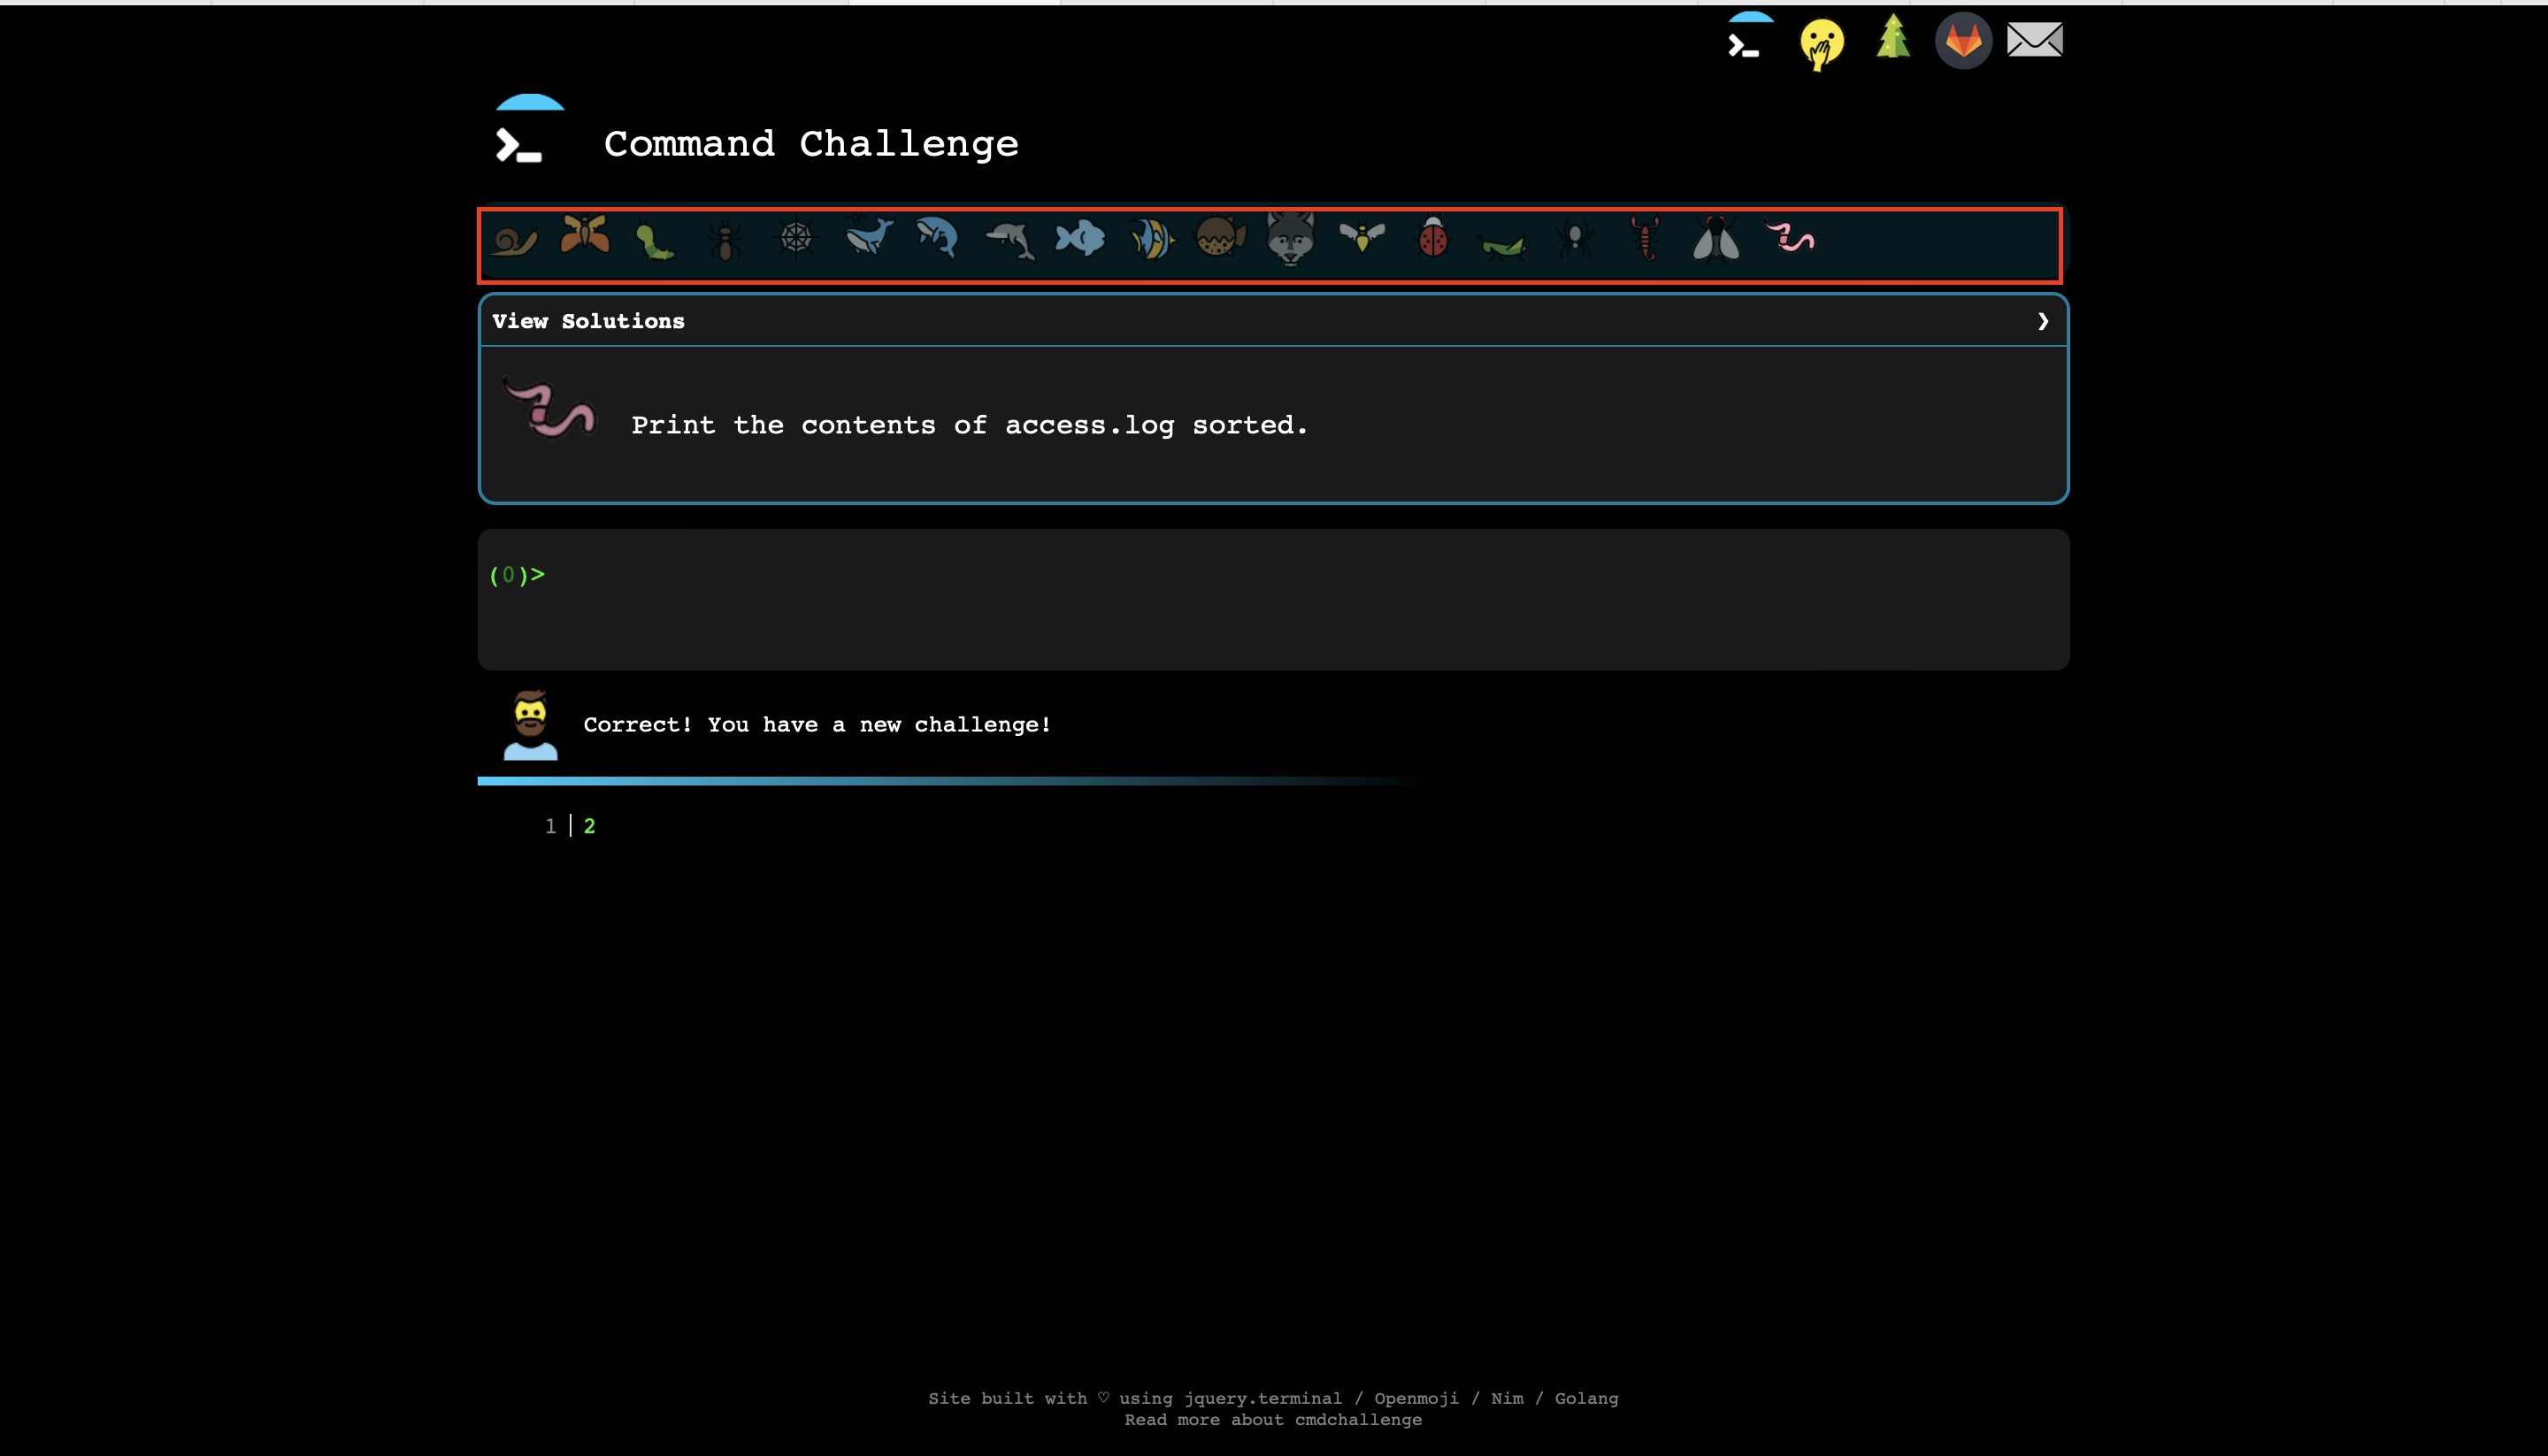 Command Challenge
View Solutions ❯
Print the contents of access.log sorted.
(0)>
Correct! You have a new challenge!
1 | 2
Site built with ♡ using jquery.terminal / Openmoji / Nim / Golang
Read more about cmdchallenge